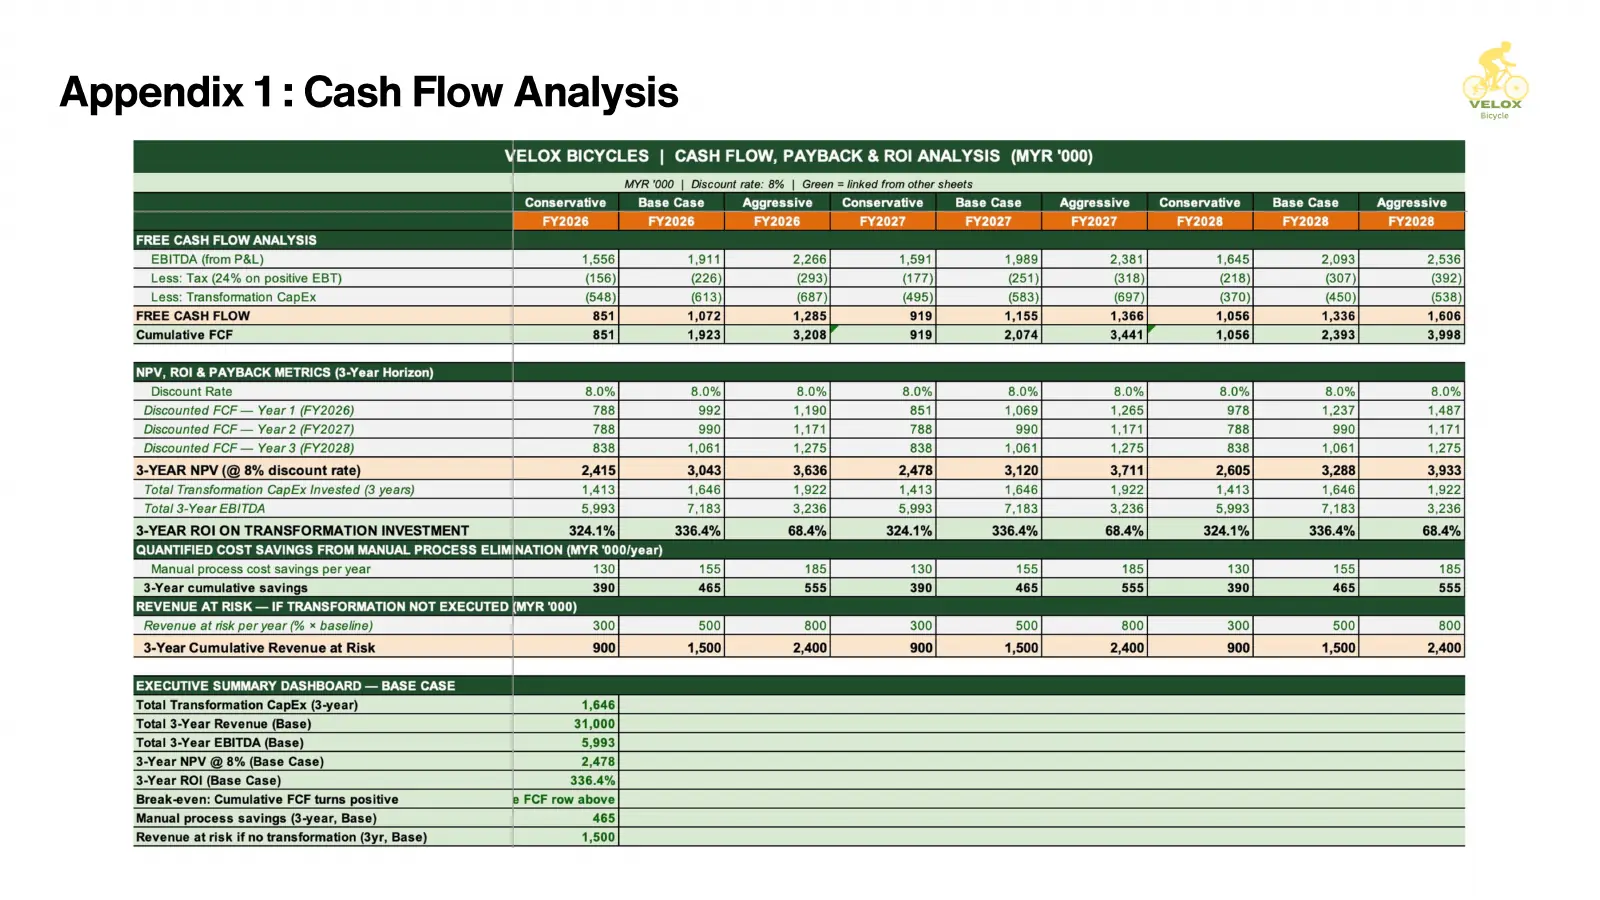 Appendix 1 : Cash Flow Analysis
VELOX
Bicycle
VELOX BICYCLES | CASH FLOW, PAYBACK & ROI ANALYSIS (MYR '000)
MYR '000 | Discount rate: 8% | Green = linked from other sheets
Conservative Base Case Aggressive Conservative Base Case Aggressive Conservative Base Case Aggressive
FY2026 FY2026 FY2026 FY2027 FY2027 FY2027 FY2028 FY2028 FY2028
FREE CASH FLOW ANALYSIS
EBITDA (from P&L) 1,556 1,911 2,266 1,591 1,989 2,381 1,645 2,093 2,536
Less: Tax (24% on positive EBT) (156) (226) (293) (177) (251) (318) (218) (307) (392)
Less: Transformation CapEx (548) (613) (687) (495) (583) (697) (370) (450) (538)
FREE CASH FLOW 851 1,072 1,285 919 1,155 1,366 1,056 1,336 1,606
Cumulative FCF 851 1,923 3,208 919 2,074 3,441 1,056 2,393 3,998
NPV, ROI & PAYBACK METRICS (3-Year Horizon)
Discount Rate 8.0% 8.0% 8.0% 8.0% 8.0% 8.0% 8.0% 8.0% 8.0%
Discounted FCF — Year 1 (FY2026) 788 992 1,190 851 1,069 1,265 978 1,237 1,487
Discounted FCF — Year 2 (FY2027) 788 990 1,171 788 990 1,171 788 990 1,171
Discounted FCF — Year 3 (FY2028) 838 1,061 1,275 838 1,061 1,275 838 1,061 1,275
3-YEAR NPV (@ 8% discount rate) 2,415 3,043 3,636 2,478 3,120 3,711 2,605 3,288 3,933
Total Transformation CapEx Invested (3 years) 1,413 1,646 1,922 1,413 1,646 1,922 1,413 1,646 1,922
Total 3-Year EBITDA 5,993 7,183 3,236 5,993 7,183 3,236 5,993 7,183 3,236
3-YEAR ROI ON TRANSFORMATION INVESTMENT 324.1% 336.4% 68.4% 324.1% 336.4% 68.4% 324.1% 336.4% 68.4%
QUANTIFIED COST SAVINGS FROM MANUAL PROCESS ELIMINATION (MYR '000/year)
Manual process cost savings per year 130 155 185 130 155 185 130 155 185
3-Year cumulative savings 390 465 555 390 465 555 390 465 555
REVENUE AT RISK — IF TRANSFORMATION NOT EXECUTED (MYR '000)
Revenue at risk per year (% × baseline) 300 500 800 300 500 800 300 500 800
3-Year Cumulative Revenue at Risk 900 1,500 2,400 900 1,500 2,400 900 1,500 2,400
EXECUTIVE SUMMARY DASHBOARD — BASE CASE
Total Transformation CapEx (3-year) 1,646
Total 3-Year Revenue (Base) 31,000
Total 3-Year EBITDA (Base) 5,993
3-Year NPV @ 8% (Base Case) 2,478
3-Year ROI (Base Case) 336.4%
Break-even: Cumulative FCF turns positive e FCF row above
Manual process savings (3-year, Base) 465
Revenue at risk if no transformation (3yr, Base) 1,500